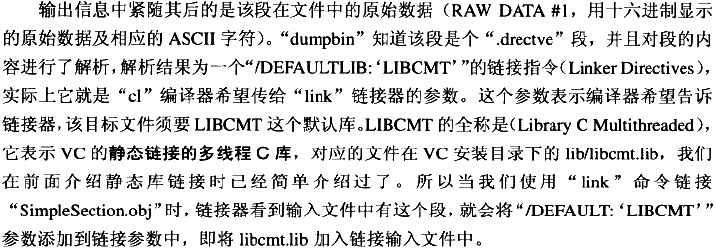 输出信息中紧随其后的是该段在文件中的原始数据（RAW DATA #1，用十六进制显示
的原始数据及相应的 ASCII 字符）。“dumpbin”知道该段是个“.drectve”段，并且对段的内
容进行了解析，解析结果为一个“/DEFAULTLIB:‘LIBCMT’”的链接指令（Linker Directives），
实际上它就是“cl”编译器希望传给“link”链接器的参数。这个参数表示编译器希望告诉
链接器，该目标文件须要 LIBCMT 这个默认库。LIBCMT 的全称是（Library C Multithreaded），
它表示 VC 的静态链接的多线程 C 库，对应的文件在 VC 安装目录下的 lib/libcmt.lib，我们
在前面介绍静态库链接时已经简单介绍过了。所以当我们使用“link”命令链接
“SimpleSection.obj”时，链接器看到输入文件中有这个段，就会将“/DEFAULT:‘LIBCMT’”
参数添加到链接参数中，即将 libcmt.lib 加入链接输入文件中。